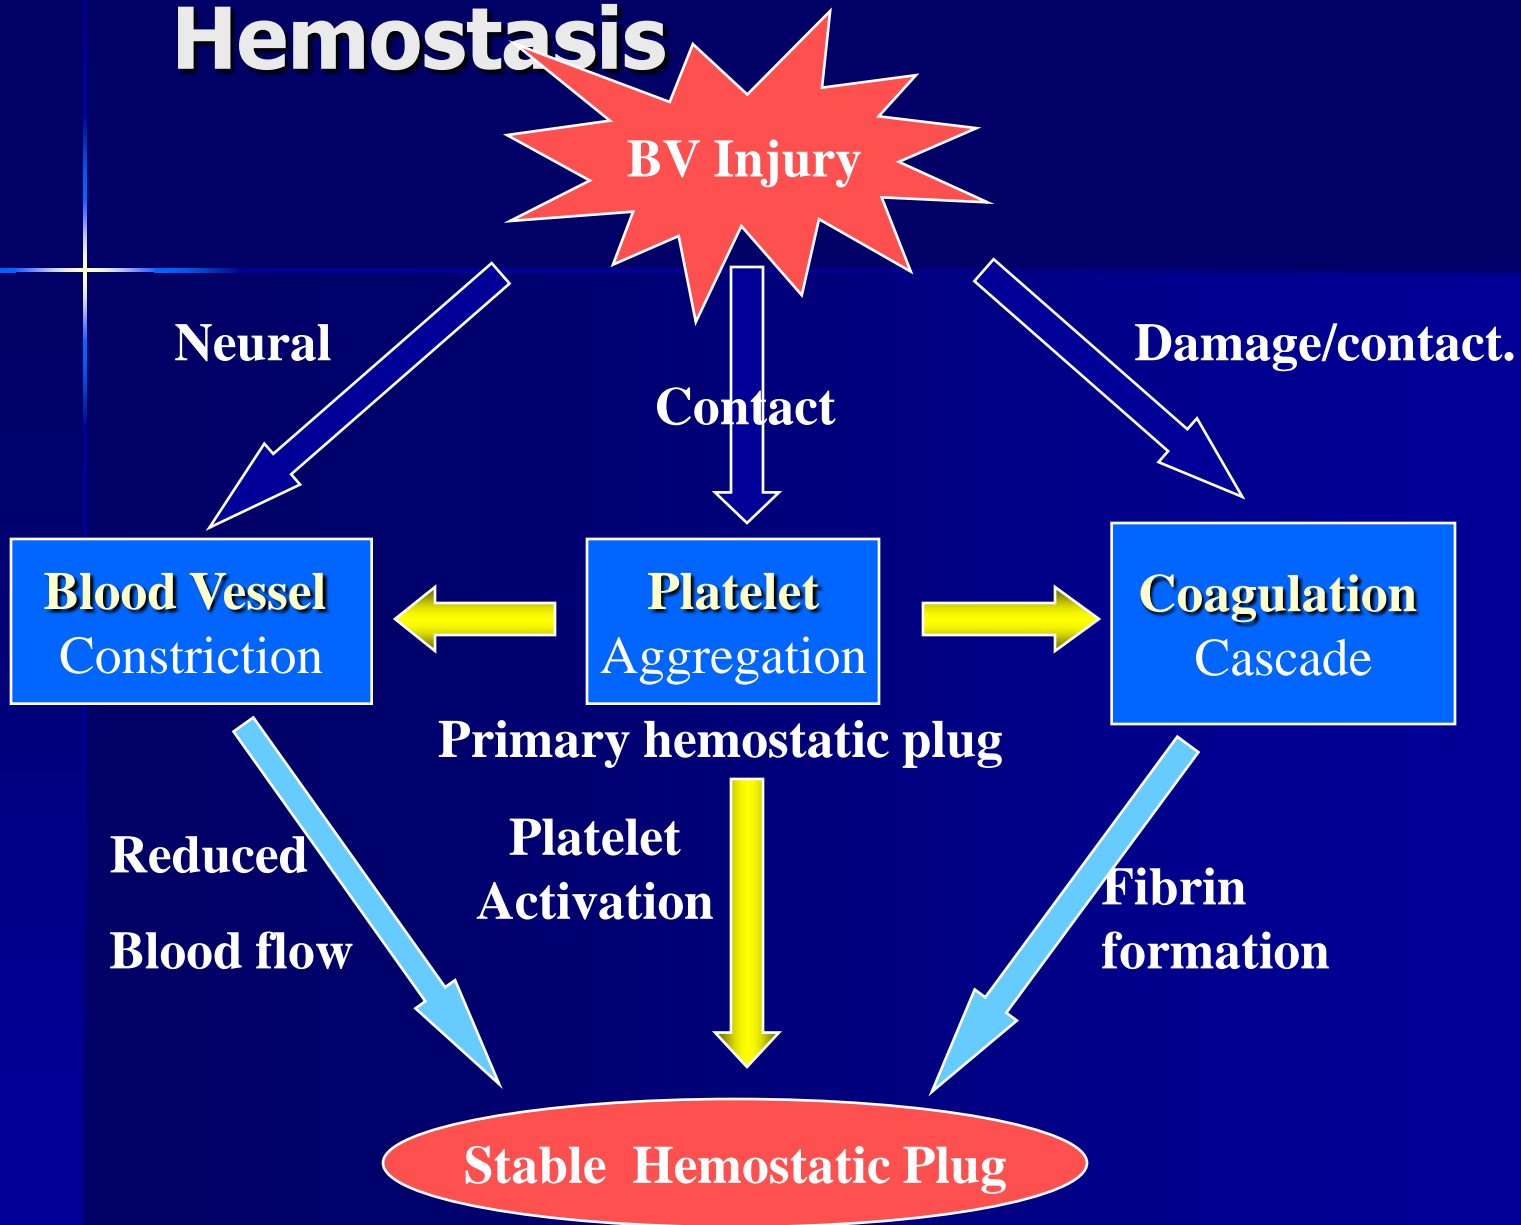 Hemostasis
BV Injury
Neural
Contact
Damage/contact.
Blood Vessel
Constriction
Platelet
Aggregation
Coagulation
Cascade
Primary hemostatic plug
Reduced
Blood flow
Platelet
Activation
Fibrin
formation
Stable Hemostatic Plug